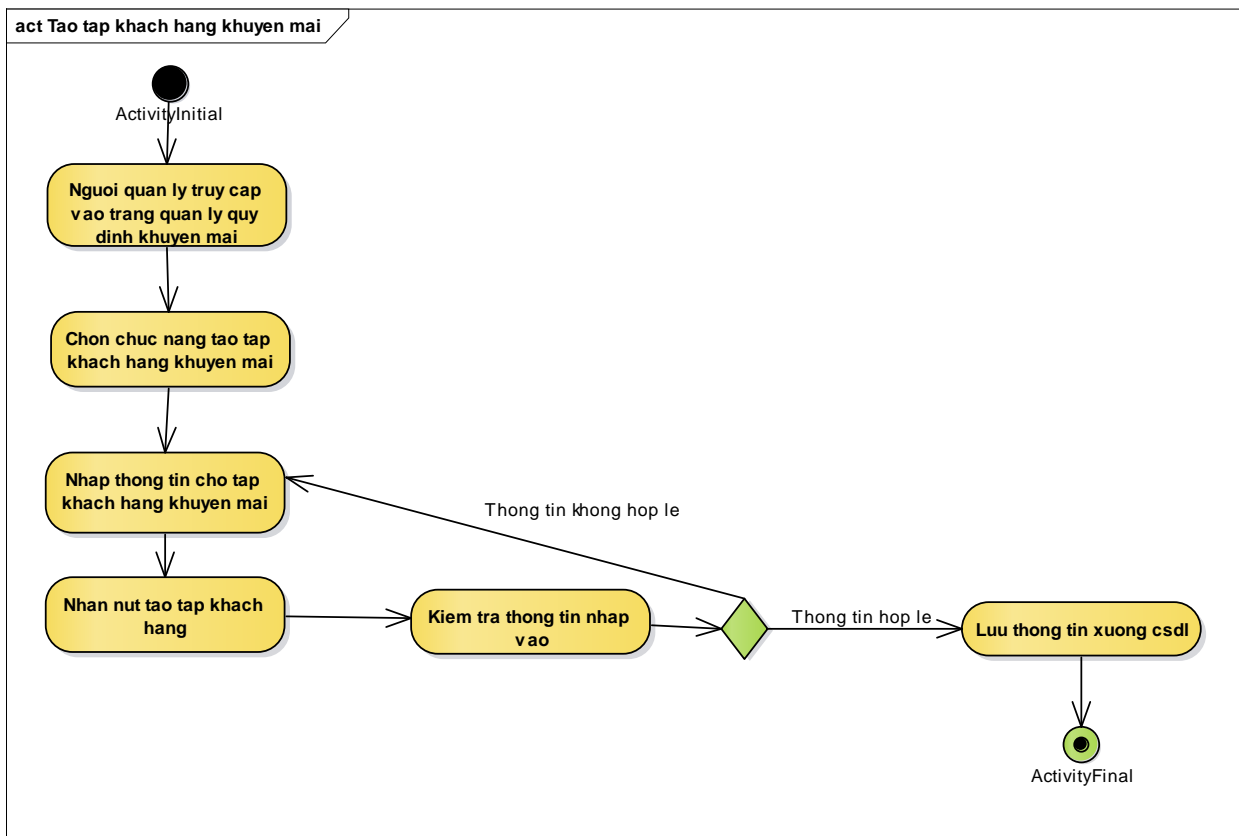 act Tao tap khach hang khuyen mai
ActivityInitial
Nguoi quan ly truy cap
vao trang quan ly quy
dinh khuyen mai
Chon chuc nang tao tap
khach hang khuyen mai
Nhap thong tin cho tap
khach hang khuyen mai
Thong tin khong hop le
Nhan nut tao tap khach
hang
Kiem tra thong tin nhap
vao
Thong tin hop le
Luu thong tin xuong csdl
ActivityFinal